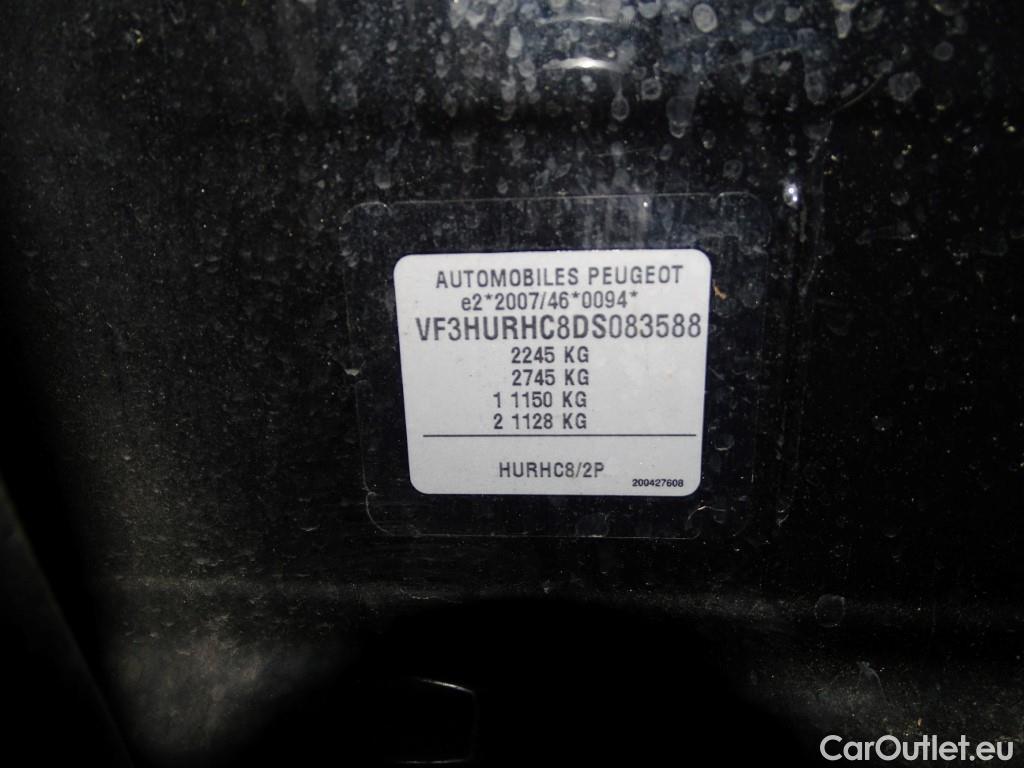 AUTOMOBILES PEUGEOT
e2*2007/46*0094*
VF3HURHC8DS083588
2245 KG
2745 KG
1 1150 KG
2 1128 KG
HURHC8/2P
200427608
CarOutlet.eu